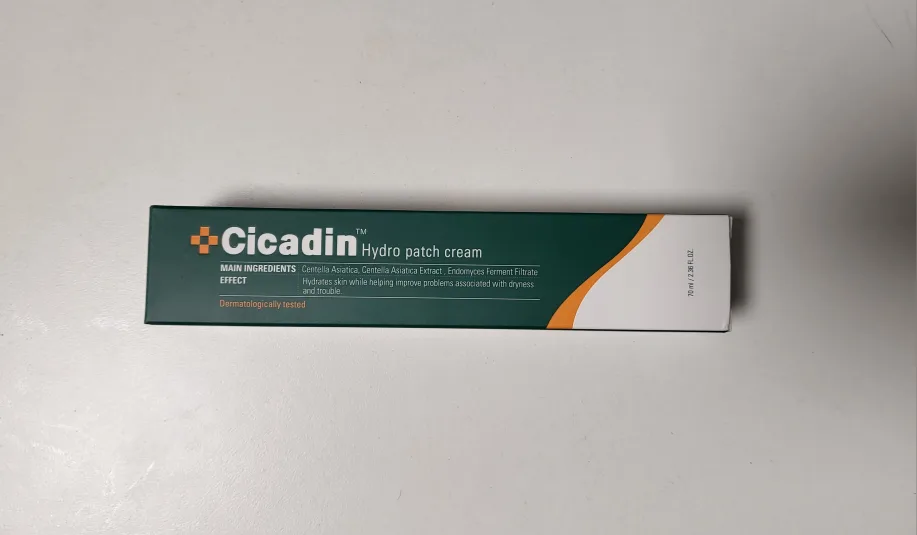 Cicadin™ Hydro patch cream
MAIN INGREDIENTS Centella Asiatica, Centella Asiatica Extract , Endomyces Ferment Filtrate
EFFECT Hydrates skin while helping improve problems associated with dryness
and trouble.
Dermatologically tested
70 ml / 2.36 FL.OZ.